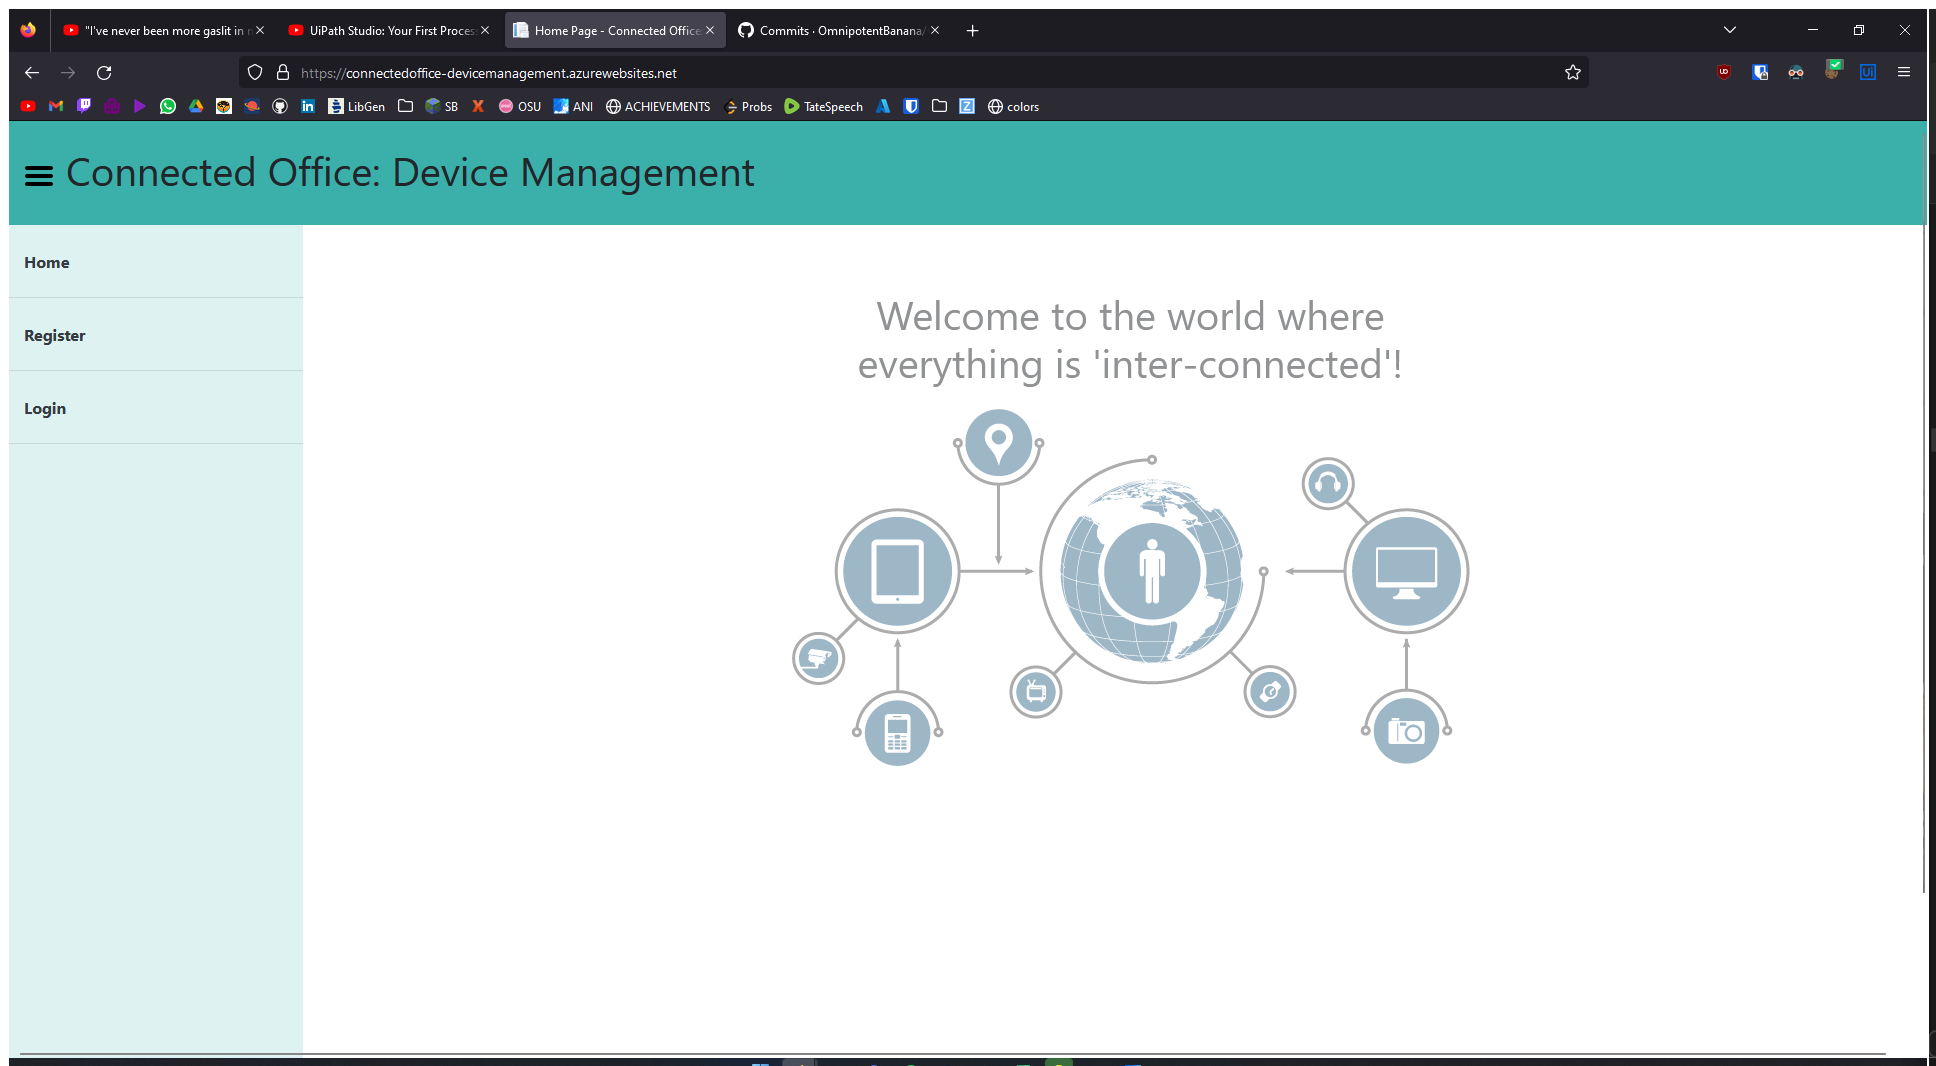 "I've never been more gaslit in
UiPath Studio: Your First Proces
Home Page - Connected Office
Commits · OmnipotentBanana/
https://connectedoffice-devicemanagement.azurewebsites.net
LibGen
SB
OSU
ANI
ACHIEVEMENTS
Probs
TateSpeech
colors
Connected Office: Device Management
Home
Register
Login
Welcome to the world where
everything is 'inter-connected'!